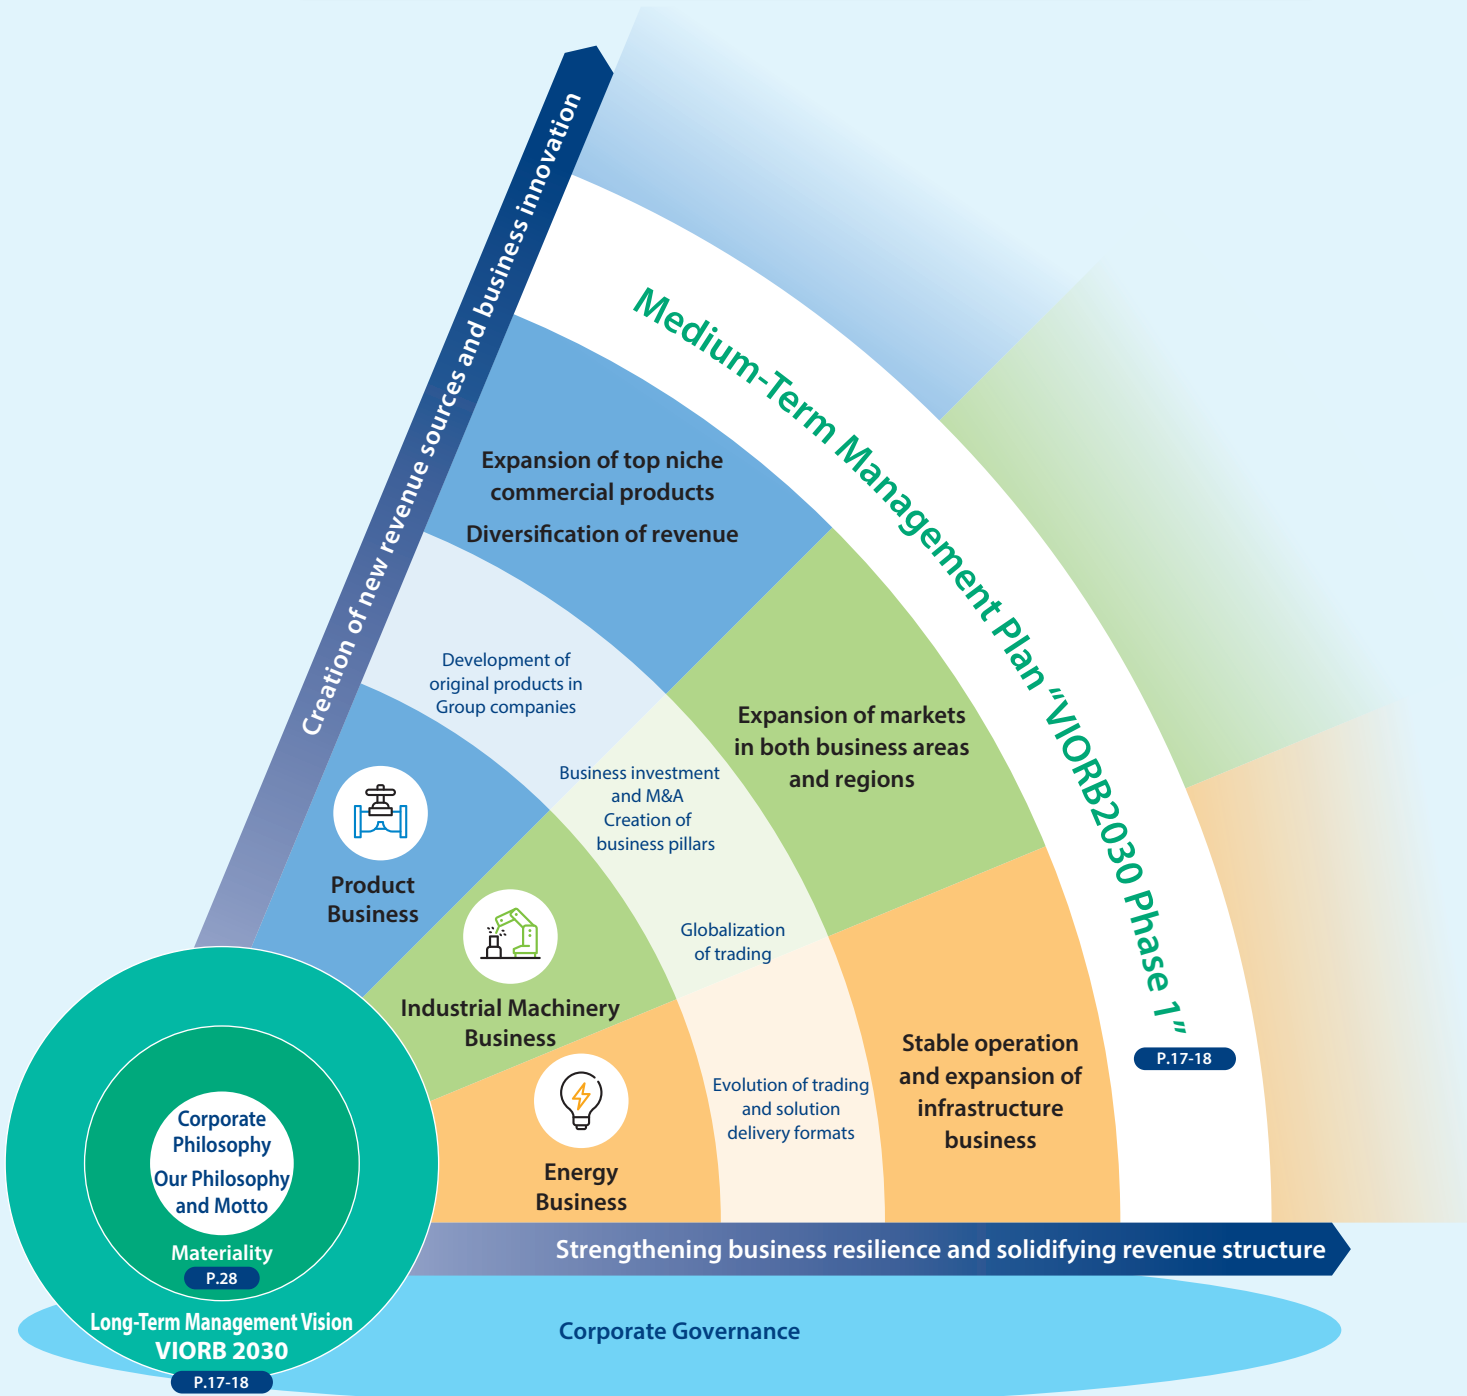 Creation of new revenue sources and business innovation
Medium-Term Management Plan “VIORB2030 Phase 1”
P.17-18
Expansion of top niche
commercial products
Diversification of revenue
Development of
original products in
Group companies
Product
Business
Expansion of markets
in both business areas
and regions
Business investment
and M&A
Creation of
business pillars
Globalization
of trading
Industrial Machinery
Business
Stable operation
and expansion of
infrastructure
business
Evolution of trading
and solution
delivery formats
Energy
Business
Corporate
Philosophy
Our Philosophy
and Motto
Materiality
P.28
Long-Term Management Vision
VIORB 2030
P.17-18
Strengthening business resilience and solidifying revenue structure
Corporate Governance